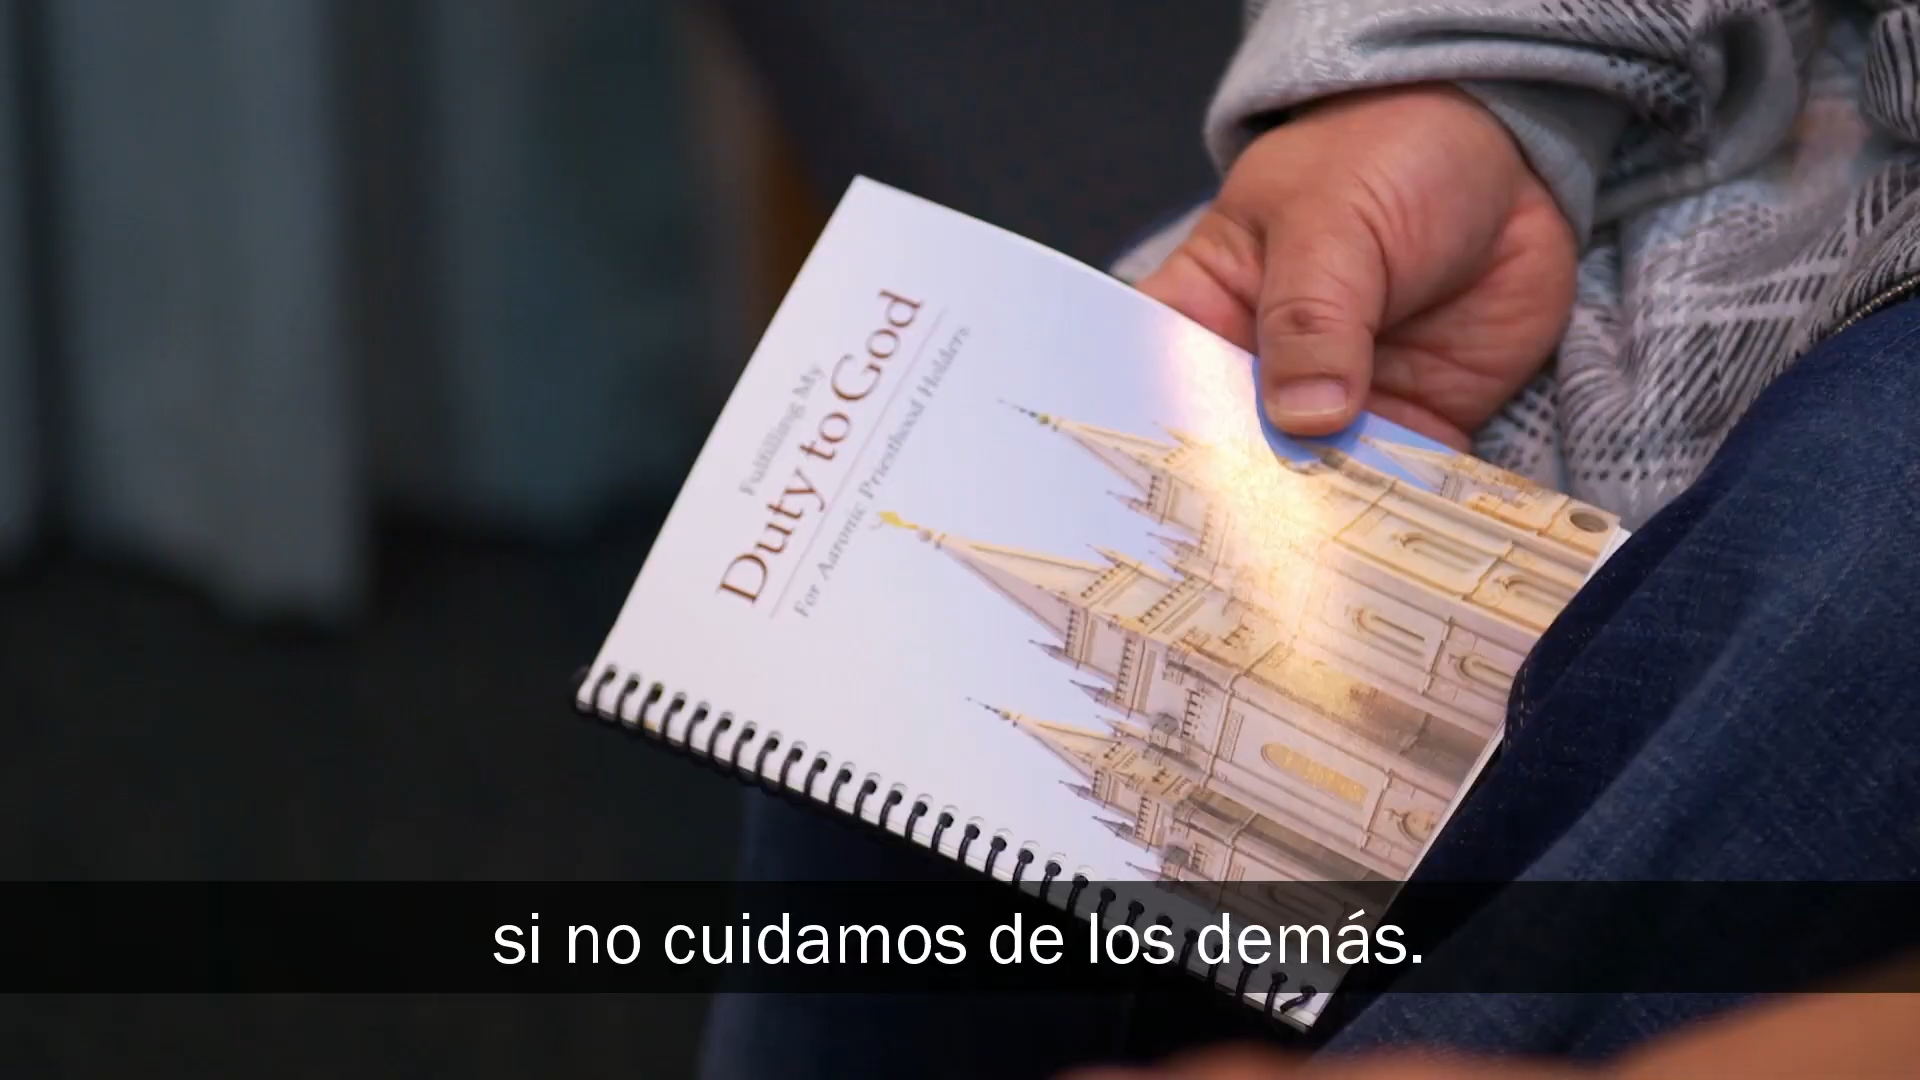 Fulfilling My
Duty to God
For Aaronic Priesthood Holders
si no cuidamos de los demás.